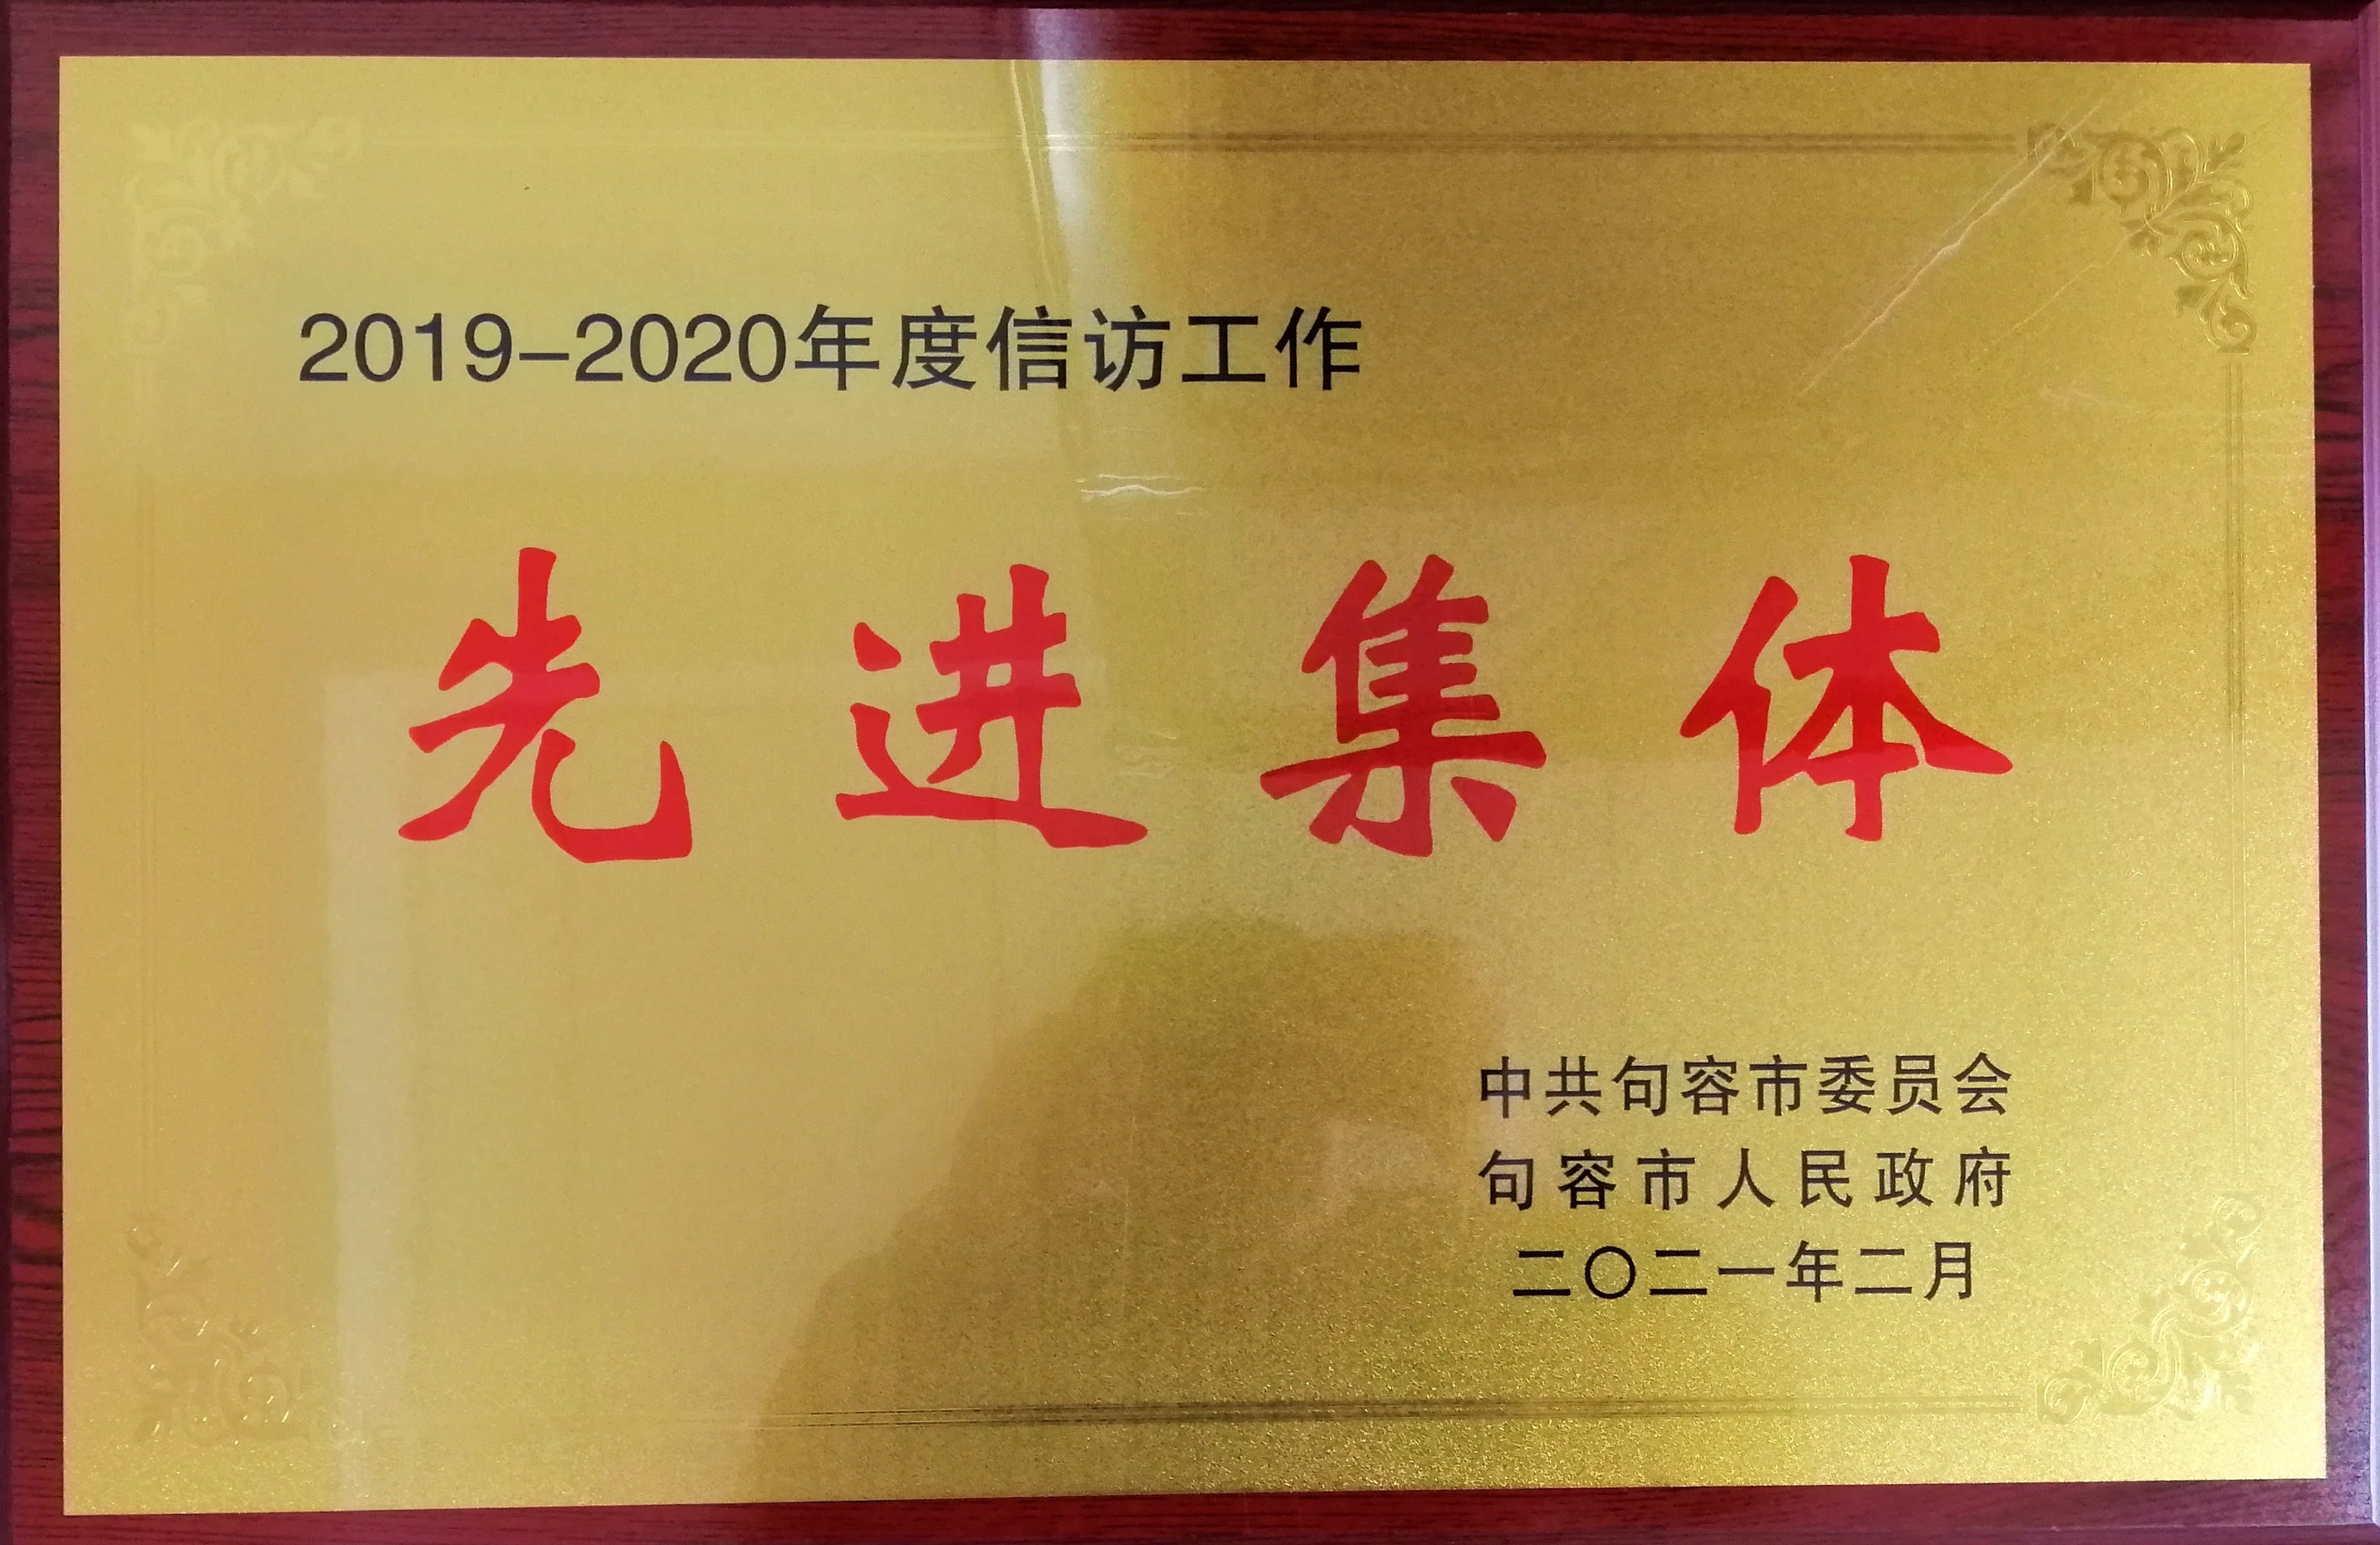 2019-2020年度信访工作
先进集体
中共句容市委员会
句容市人民政府
二〇二一年二月